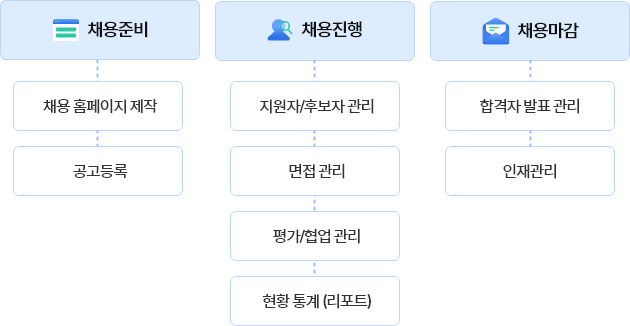 채용준비
채용 홈페이지 제작
공고등록
채용진행
지원자/후보자 관리
면접 관리
평가/협업 관리
현황 통계 (리포트)
채용마감
합격자 발표 관리
인재관리